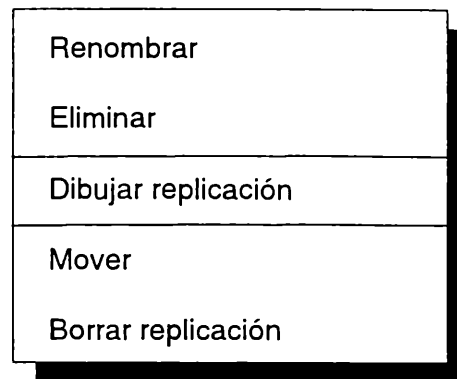 Renombrar
Eliminar
Dibujar replicación
Mover
Borrar replicación